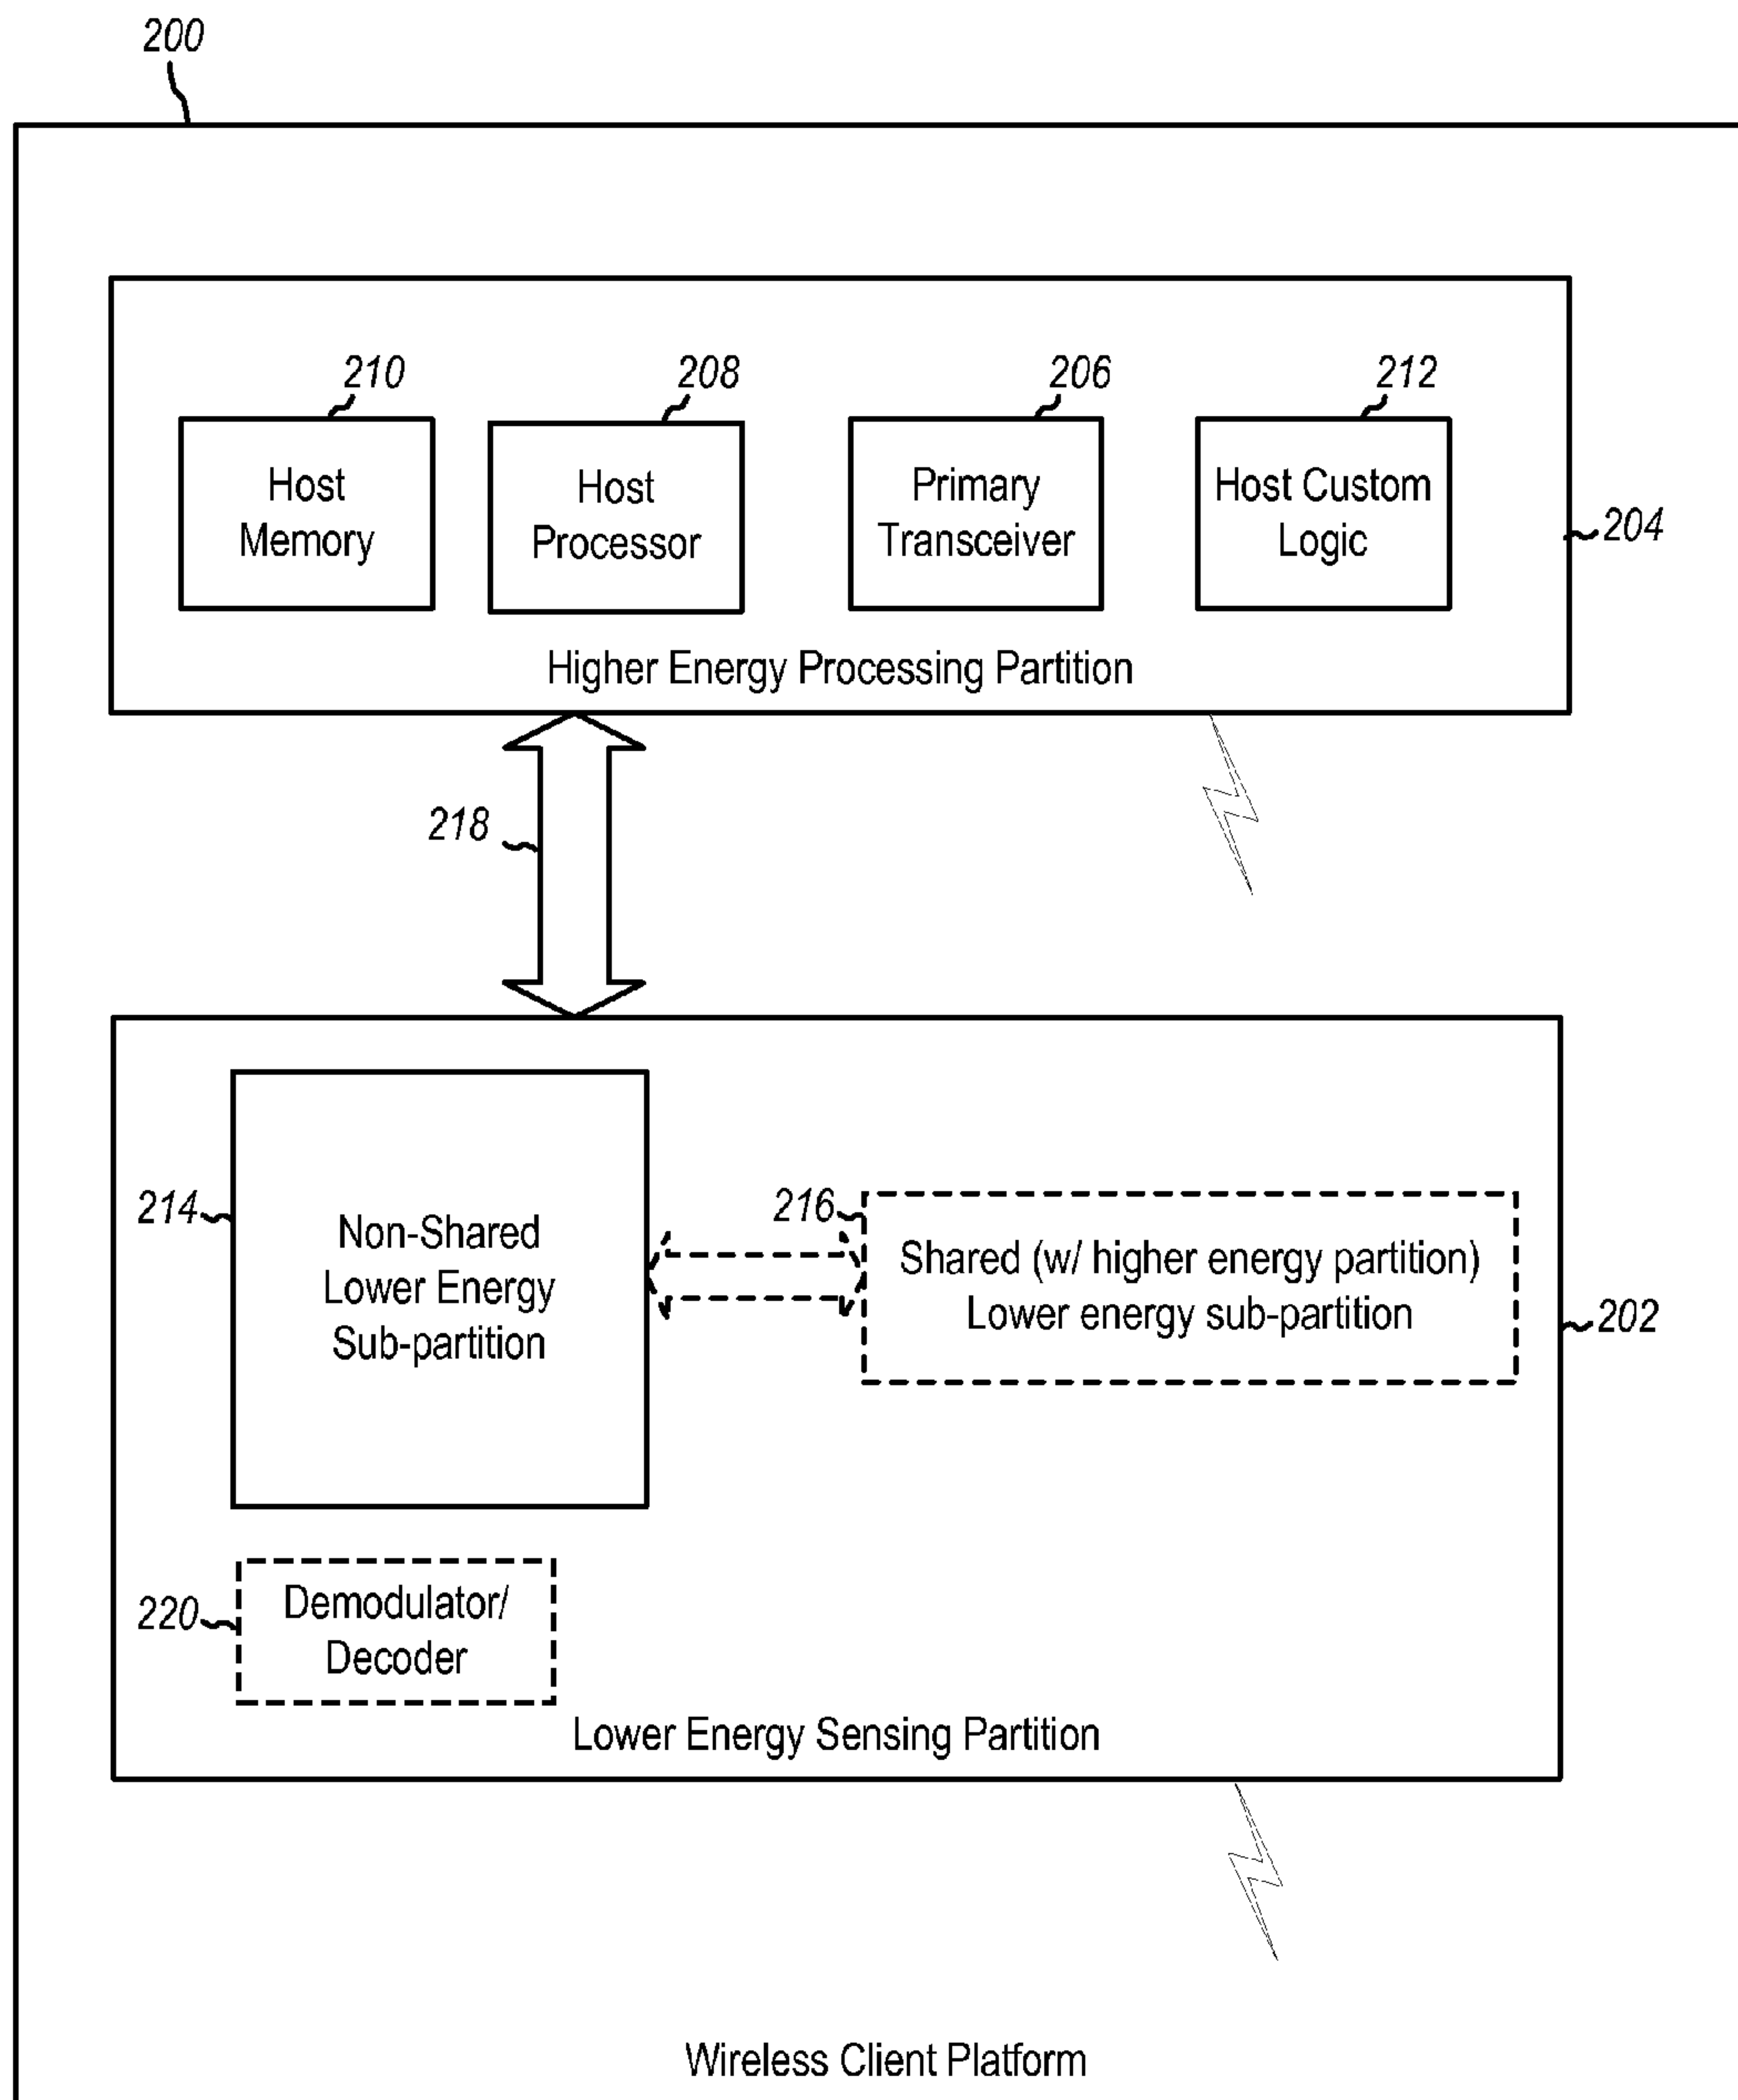 200
210
208
206
212
Host
Memory
Host
Processor
Primary
Transceiver
Host Custom
Logic
204
Higher Energy Processing Partition
218
214
Non-Shared
Lower Energy
Sub-partition
216
Shared (w/ higher energy partition)
Lower energy sub-partition
202
220
Demodulator/
Decoder
Lower Energy Sensing Partition
Wireless Client Platform